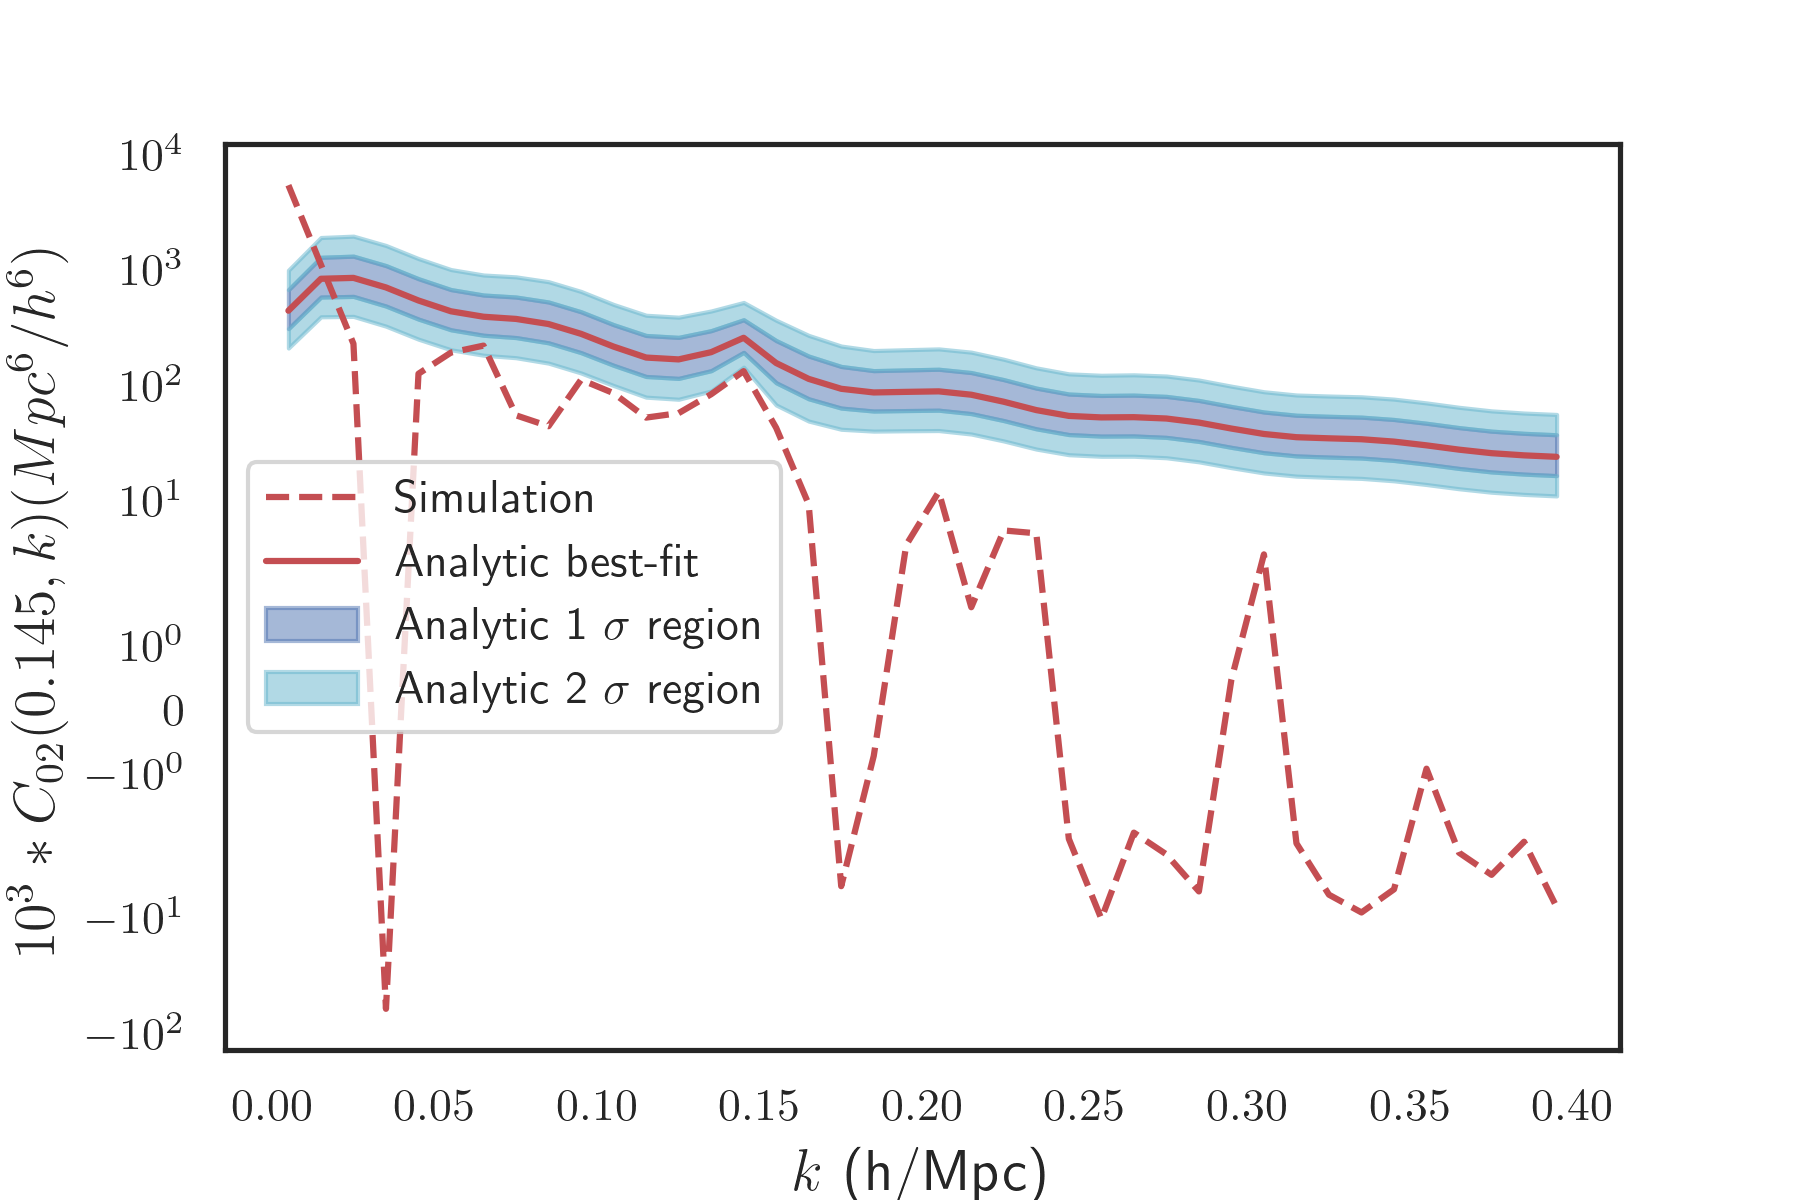 10^4
10^3
10^2
10^1
10^0
0
−10^0
−10^1
−10^2
10^3 ∗ C_02(0.145, k)(Mpc^6/h^6)
Simulation
Analytic best-fit
Analytic 1 σ region
Analytic 2 σ region
0.00 0.05 0.10 0.15 0.20 0.25 0.30 0.35 0.40
k (h/Mpc)